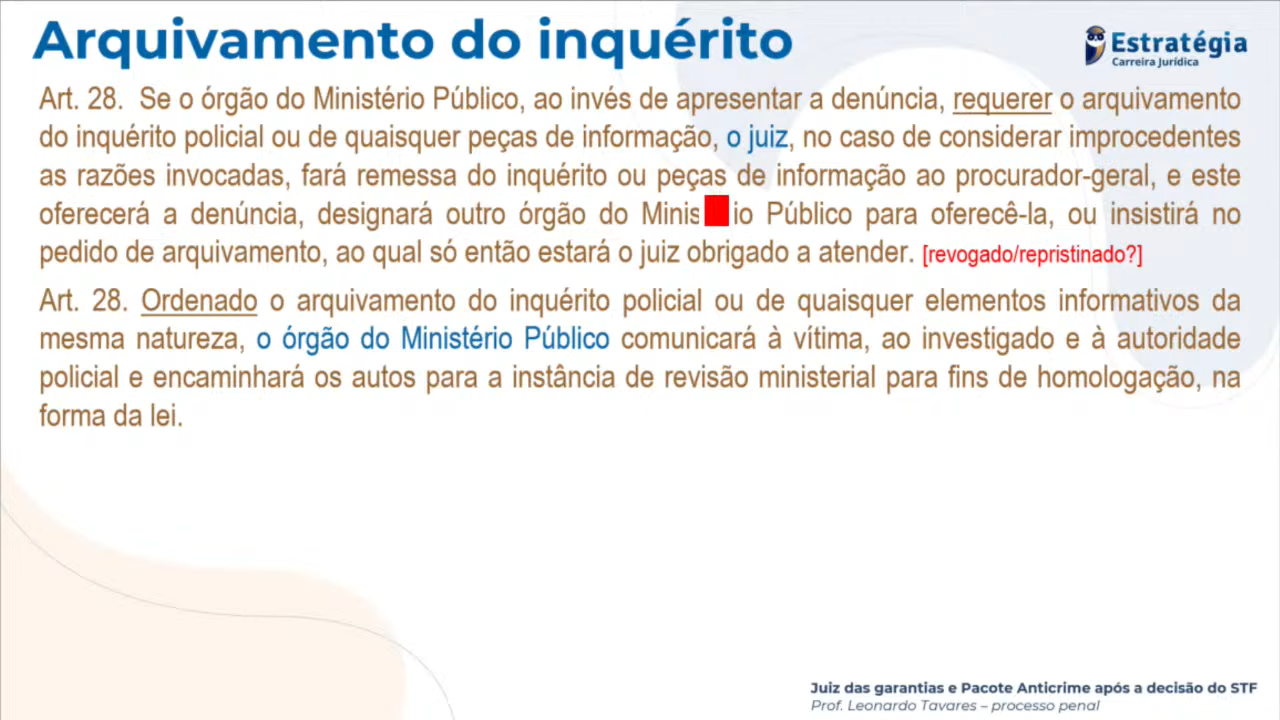 Arquivamento do inquérito
Estratégia
Carreira Jurídica
Art. 28. Se o órgão do Ministério Público, ao invés de apresentar a denúncia, requerer o arquivamento
do inquérito policial ou de quaisquer peças de informação, o juiz, no caso de considerar improcedentes
as razões invocadas, fará remessa do inquérito ou peças de informação ao procurador-geral, e este
oferecerá a denúncia, designará outro órgão do Minis io Público para oferecê-la, ou insistirá no
pedido de arquivamento, ao qual só então estará o juiz obrigado a atender. [revogado/repristinado?]
Art. 28. Ordenado o arquivamento do inquérito policial ou de quaisquer elementos informativos da
mesma natureza, o órgão do Ministério Público comunicará à vítima, ao investigado e à autoridade
policial e encaminhará os autos para a instância de revisão ministerial para fins de homologação, na
forma da lei.
Juiz das garantias e Pacote Anticrime após a decisão do STF
Prof. Leonardo Tavares – processo penal